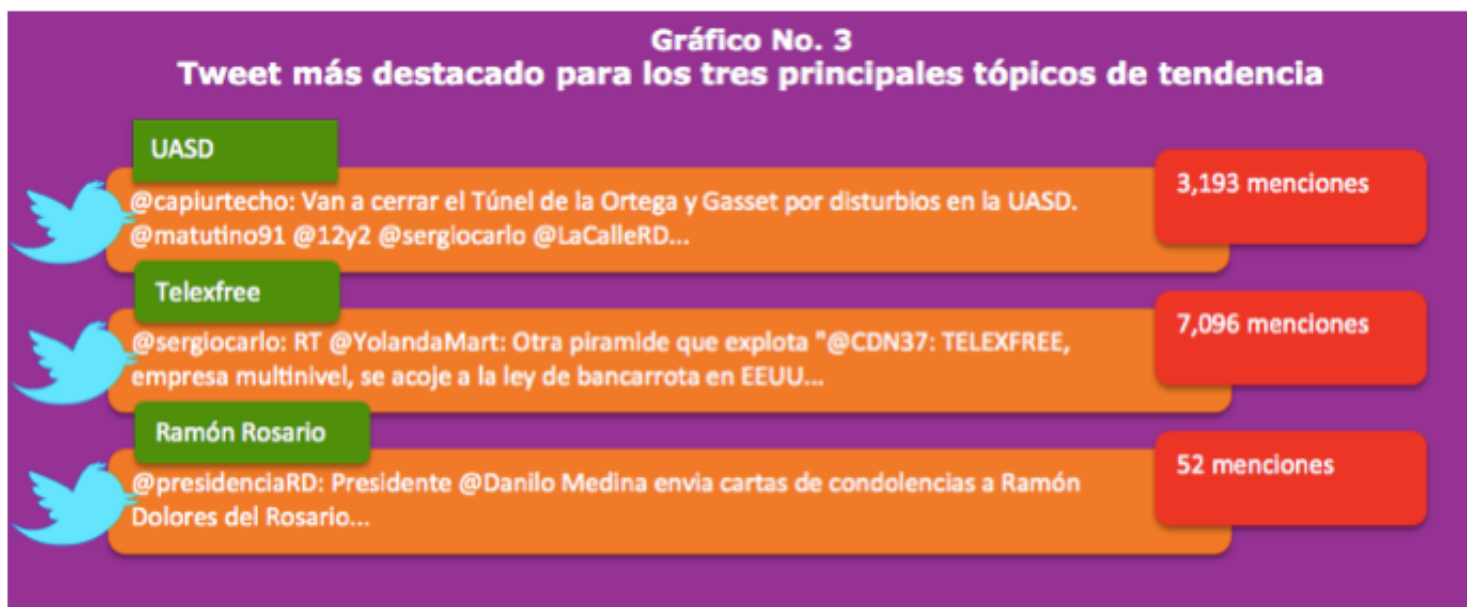 Gráfico No. 3
Tweet más destacado para los tres principales tópicos de tendencia
UASD
3,193 menciones
@capiurtecho: Van a cerrar el Túnel de la Ortega y Gasset por disturbios en la UASD.
@matutino91 @12y2 @sergiocarlo @LaCalleRD...
Telexfree
7,096 menciones
@sergiocarlo: RT @YolandaMart: Otra piramide que explota "@CDN37: TELEXFREE,
empresa multinivel, se acoje a la ley de bancarrota en EEUU...
Ramón Rosario
52 menciones
@presidenciaRD: Presidente @Danilo Medina envia cartas de condolencias a Ramón
Dolores del Rosario...